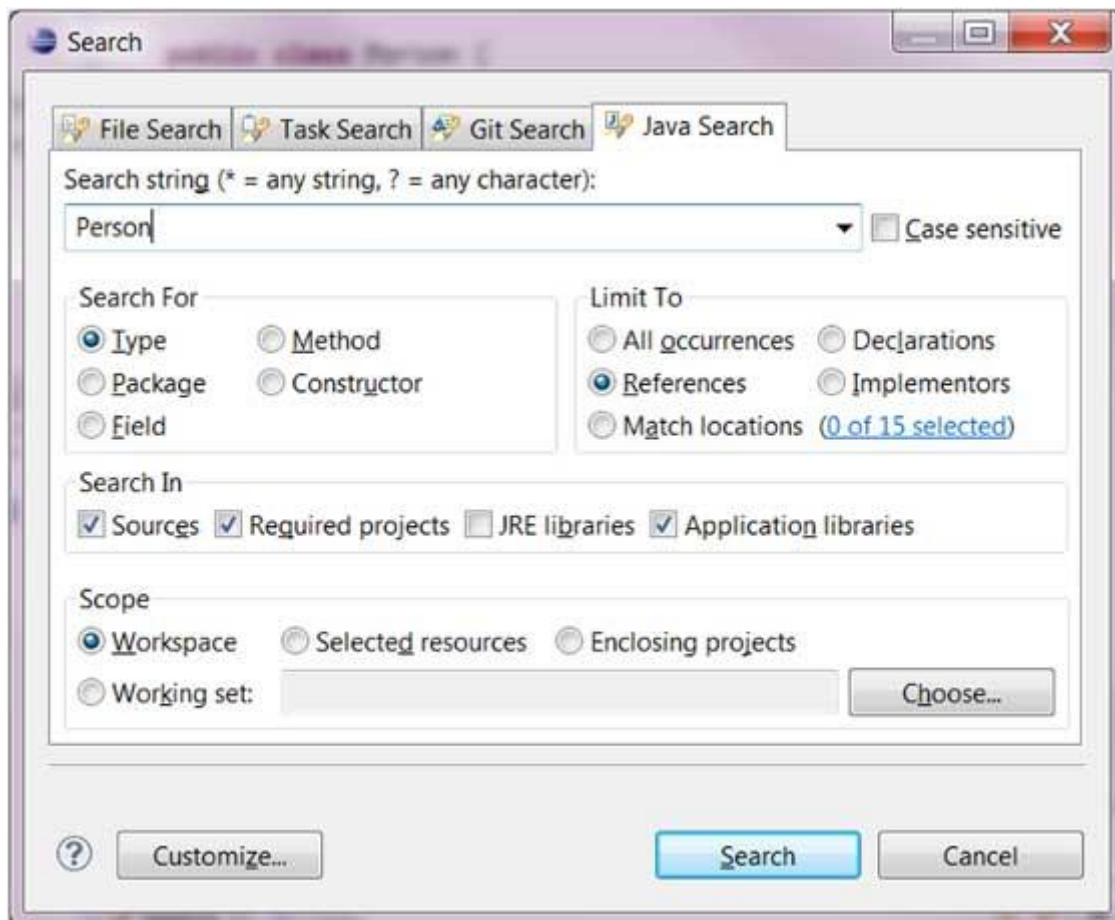 Search
public class Person {
File Search Task Search Git Search Java Search
Search string (* = any string, ? = any character):
Person
Case sensitive
Search For
Limit To
Type Method
All occurrences Declarations
Package Constructor
References Implementors
Field
Match locations (0 of 15 selected)
Search In
Sources Required projects JRE libraries Application libraries
Scope
Workspace Selected resources Enclosing projects
Working set:
Choose...
Customize...
Search
Cancel